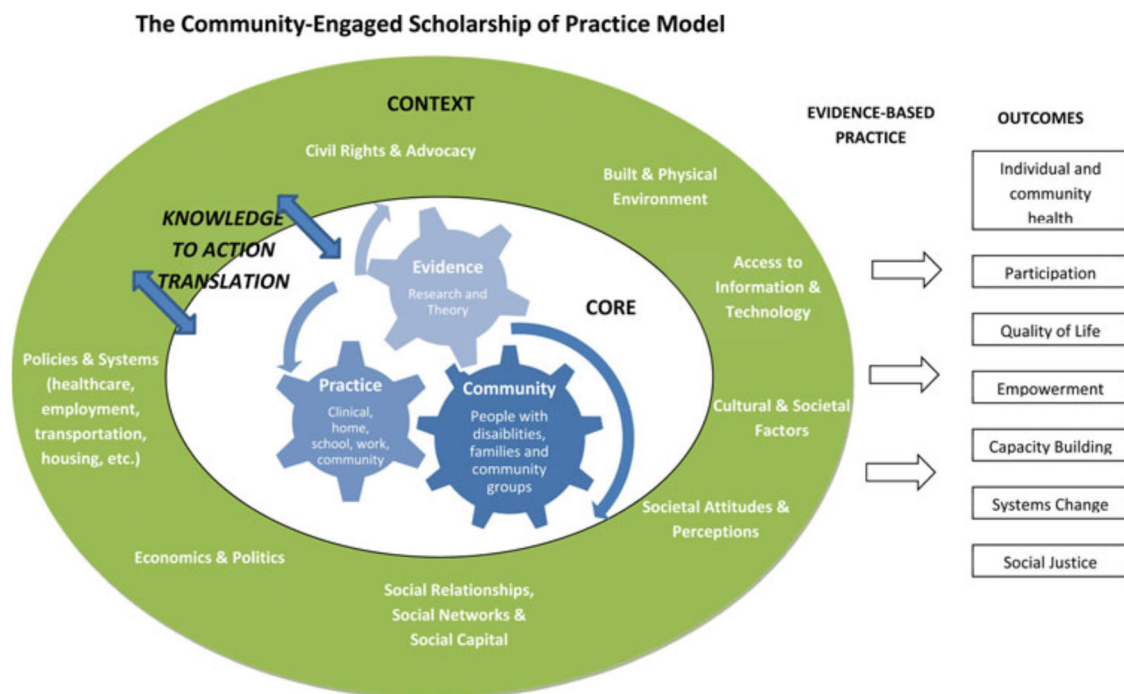 The Community-Engaged Scholarship of Practice Model
CONTEXT
Civil Rights & Advocacy
Built & Physical
Environment
Access to
Information &
Technology
Cultural & Societal
Factors
Societal Attitudes &
Perceptions
Social Relationships,
Social Networks &
Social Capital
Economics & Politics
Policies & Systems
(healthcare,
employment,
transportation,
housing, etc.)
KNOWLEDGE
TO ACTION
TRANSLATION
CORE
Evidence
Research and
Theory
Practice
Clinical,
home,
school, work,
community
Community
People with
disablities,
families and
community
groups
EVIDENCE-BASED
PRACTICE
OUTCOMES
Individual and
community
health
Participation
Quality of Life
Empowerment
Capacity Building
Systems Change
Social Justice